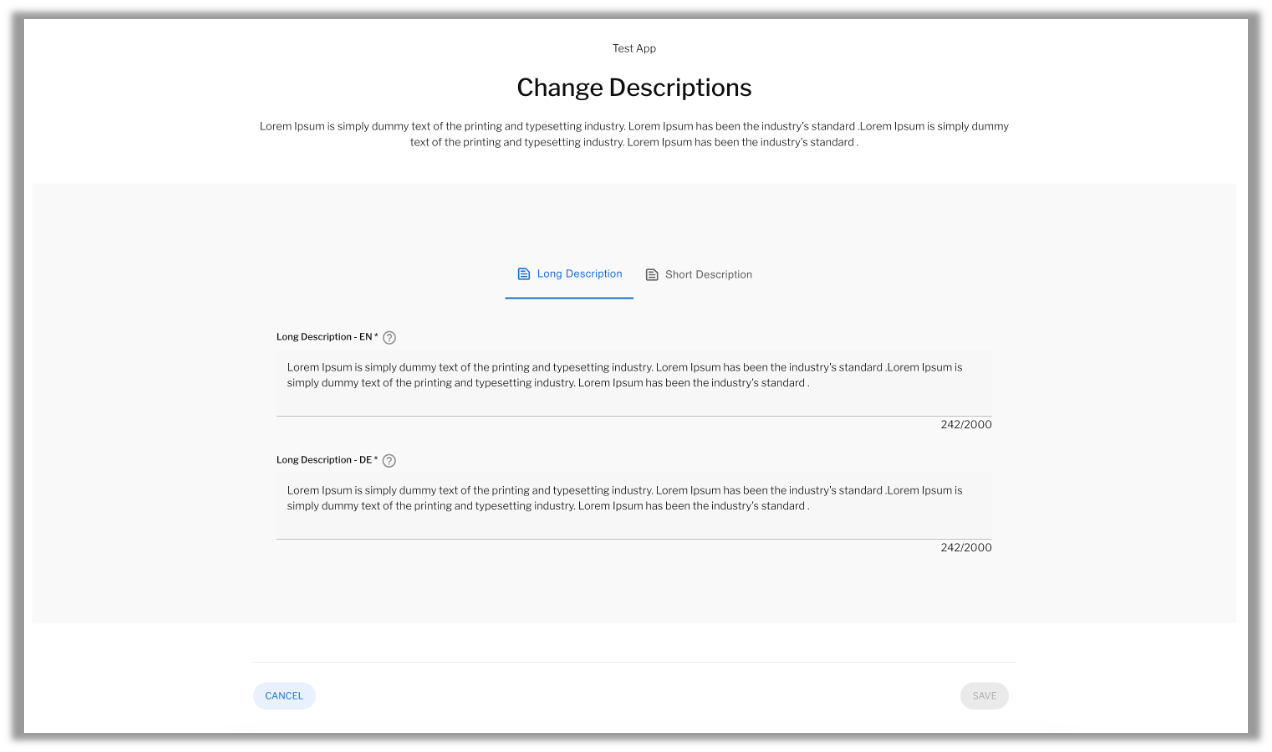 Test App
Change Descriptions
Lorem Ipsum is simply dummy text of the printing and typesetting industry. Lorem Ipsum has been the industry's standard .Lorem Ipsum is simply dummy
text of the printing and typesetting industry. Lorem Ipsum has been the industry's standard .
Long Description Short Description
Long Description - EN *
Lorem Ipsum is simply dummy text of the printing and typesetting industry. Lorem Ipsum has been the industry's standard .Lorem Ipsum is
simply dummy text of the printing and typesetting industry. Lorem Ipsum has been the industry's standard .
242/2000
Long Description - DE *
Lorem Ipsum is simply dummy text of the printing and typesetting industry. Lorem Ipsum has been the industry's standard .Lorem Ipsum is
simply dummy text of the printing and typesetting industry. Lorem Ipsum has been the industry's standard .
242/2000
CANCEL SAVE